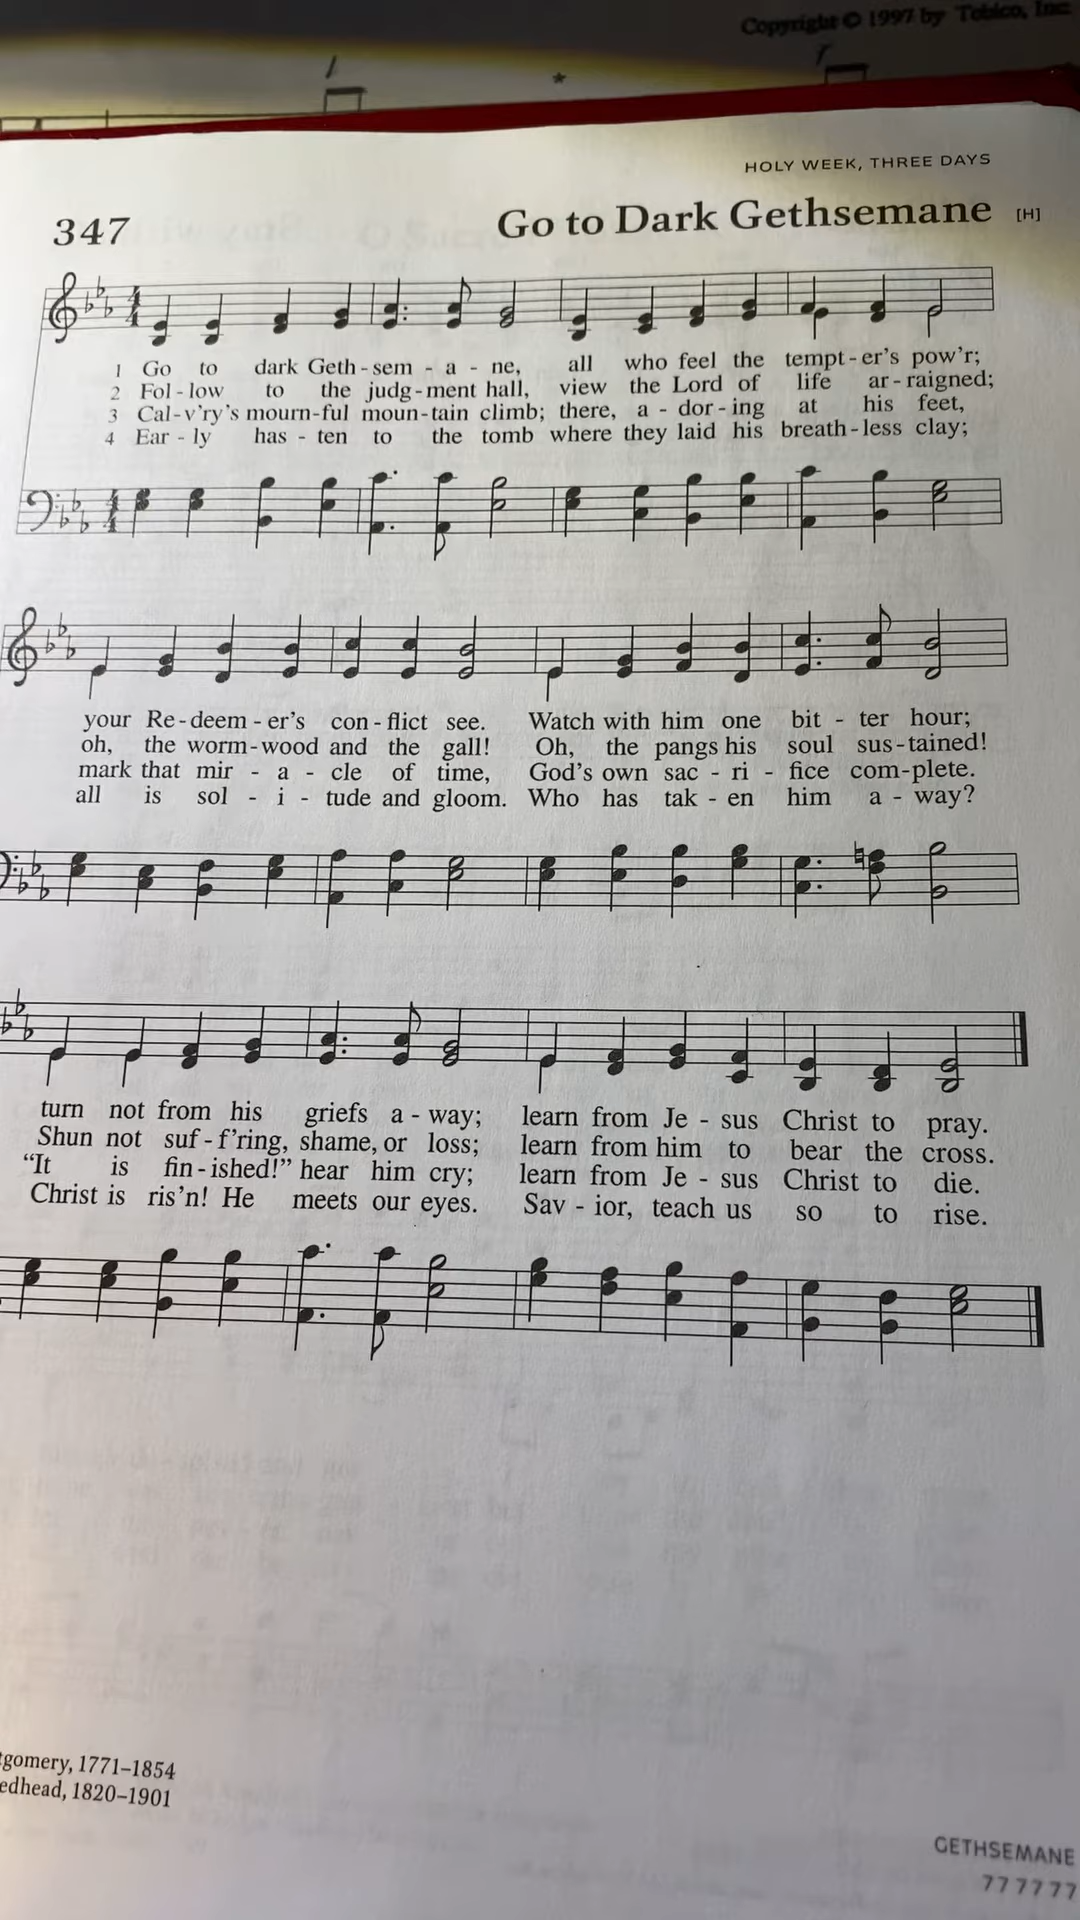 Copyright © 1997 by Tobico, Inc.
HOLY WEEK, THREE DAYS
347 Go to Dark Gethsemane [H]
1 Go to dark Geth - sem - a - ne, all who feel the tempt - er's pow'r;
2 Fol - low to the judg - ment hall, view the Lord of life ar - raigned;
3 Cal - v'ry's mourn - ful moun - tain climb; there, a - dor - ing at his feet,
4 Ear - ly has - ten to the tomb where they laid his breath - less clay;
your Re - deem - er's con - flict see. Watch with him one bit - ter hour;
oh, the worm - wood and the gall! Oh, the pangs his soul sus - tained!
mark that mir - a - cle of time, God's own sac - ri - fice com - plete.
all is sol - i - tude and gloom. Who has tak - en him a - way?
turn not from his griefs a - way; learn from Je - sus Christ to pray.
Shun not suf - f'ring, shame, or loss; learn from him to bear the cross.
"It is fin - ished!" hear him cry; learn from Je - sus Christ to die.
Christ is ris'n! He meets our eyes. Sav - ior, teach us so to rise.
tgomery, 1771–1854
edhead, 1820–1901
GETHSEMANE
77 77 77